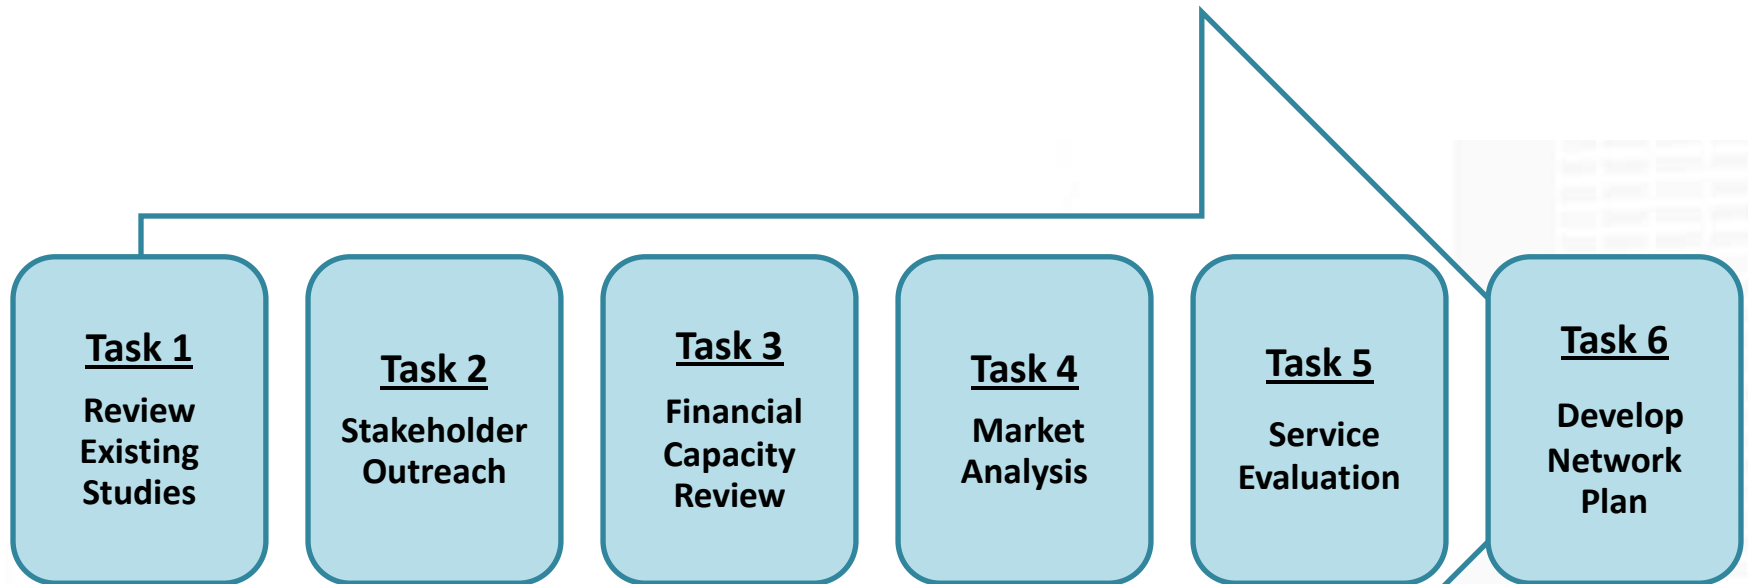 Task 1
Review
Existing
Studies
Task 2
Stakeholder
Outreach
Task 3
Financial
Capacity
Review
Task 4
Market
Analysis
Task 5
Service
Evaluation
Task 6
Develop
Network
Plan